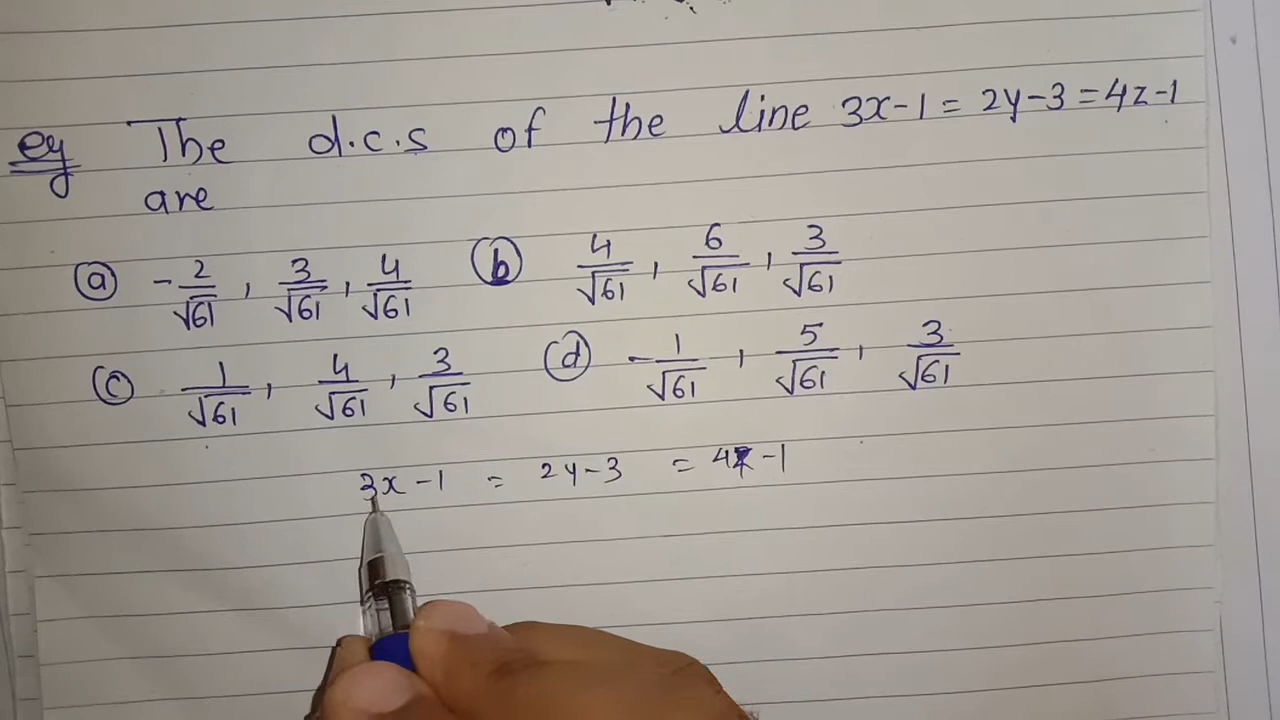 eg The d.c.s of the line 3x-1 = 2y-3 = 4z-1
are
(a) -2/√61, 3/√61, 4/√61 (b) 4/√61, 6/√61, 3/√61
(c) 1/√61, 4/√61, 3/√61 (d) -1/√61, 5/√61, 3/√61
3x-1 = 2y-3 = 4z-1